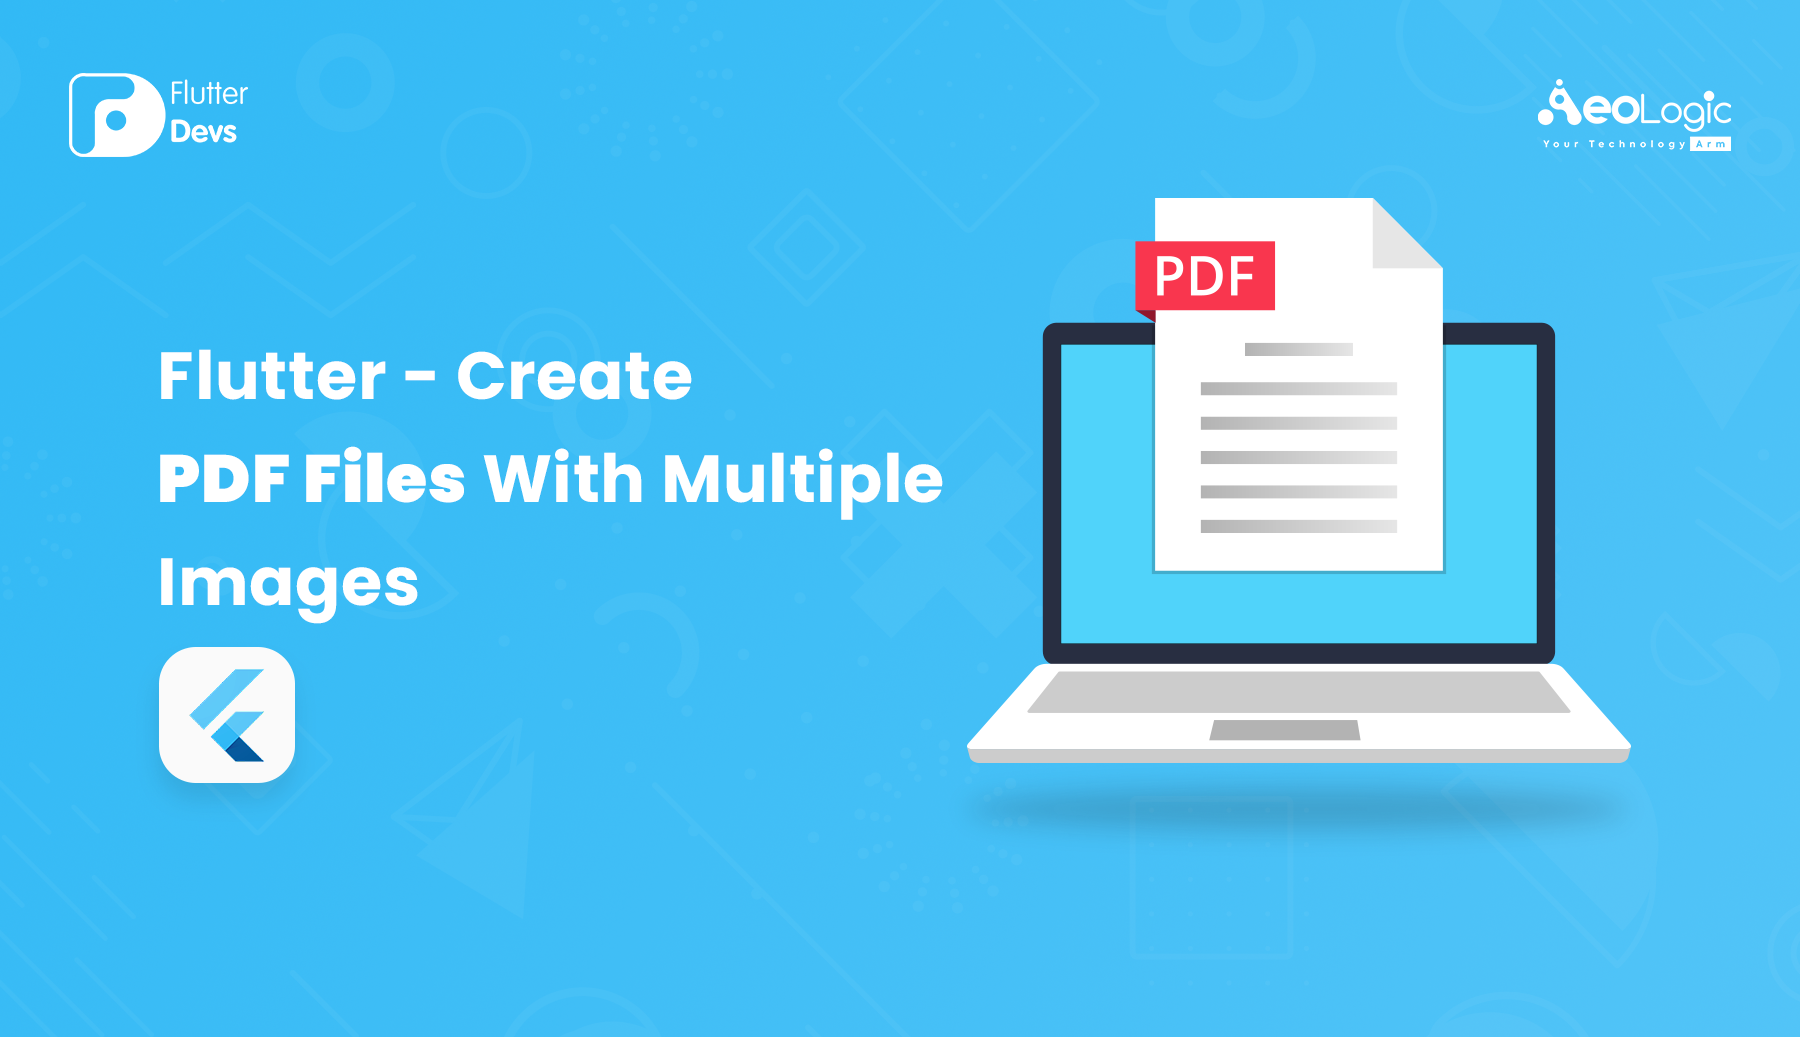 Flutter
Devs
AeoLogic
Your Technology Arm
PDF
Flutter - Create
PDF Files With Multiple
Images